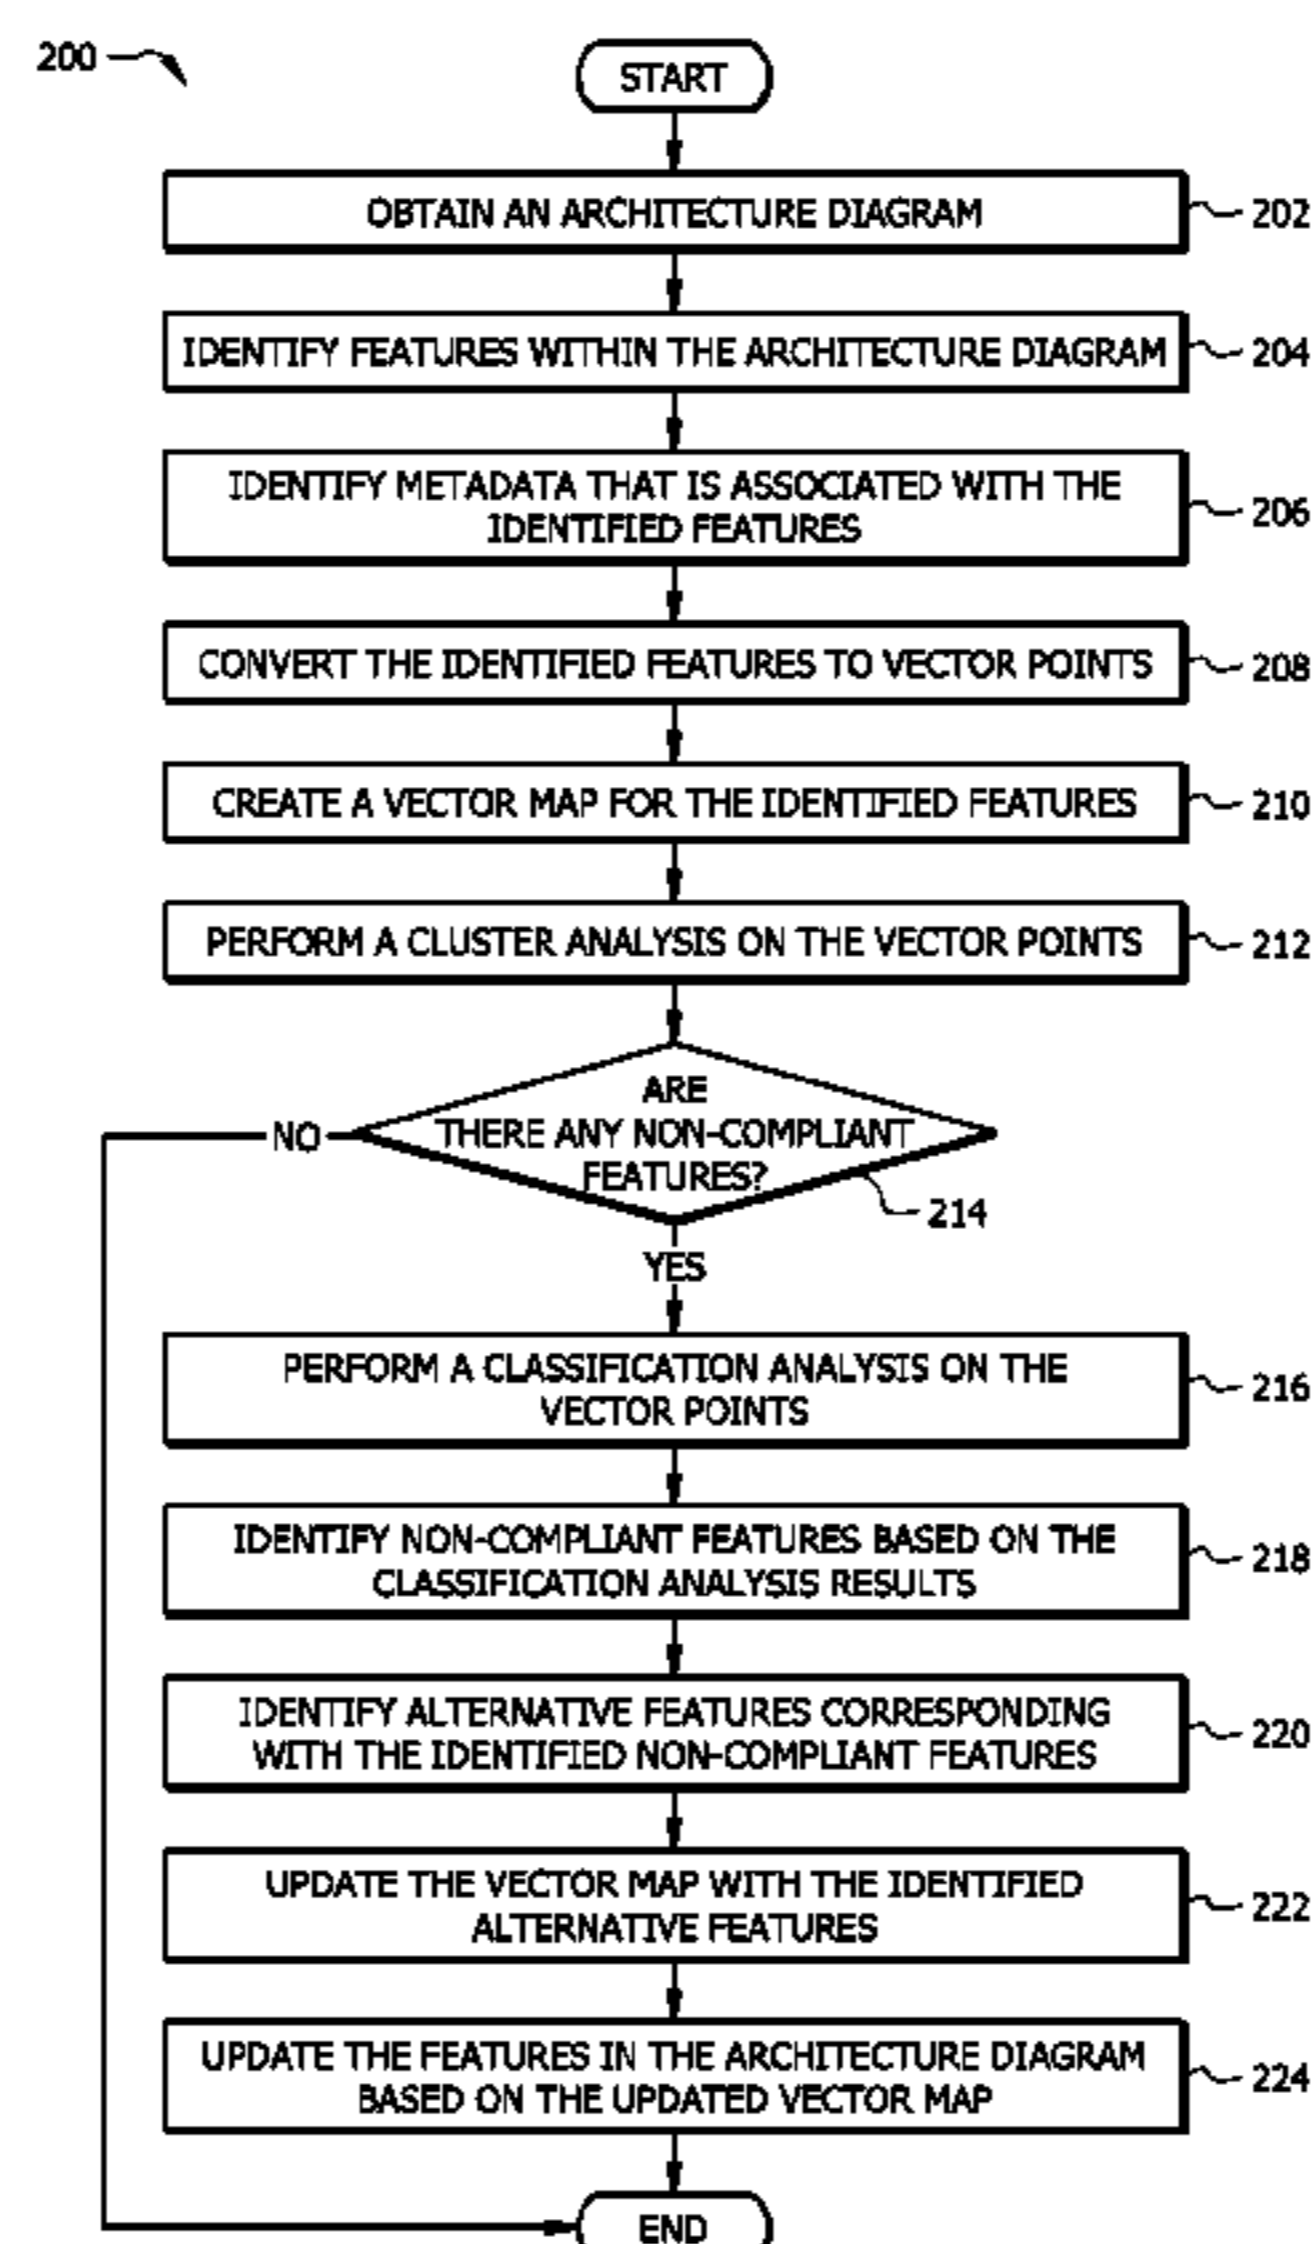 200
START
OBTAIN AN ARCHITECTURE DIAGRAM
202
IDENTIFY FEATURES WITHIN THE ARCHITECTURE DIAGRAM
204
IDENTIFY METADATA THAT IS ASSOCIATED WITH THE
IDENTIFIED FEATURES
206
CONVERT THE IDENTIFIED FEATURES TO VECTOR POINTS
208
CREATE A VECTOR MAP FOR THE IDENTIFIED FEATURES
210
PERFORM A CLUSTER ANALYSIS ON THE VECTOR POINTS
212
ARE
THERE ANY NON-COMPLIANT
FEATURES?
NO
214
YES
PERFORM A CLASSIFICATION ANALYSIS ON THE
VECTOR POINTS
216
IDENTIFY NON-COMPLIANT FEATURES BASED ON THE
CLASSIFICATION ANALYSIS RESULTS
218
IDENTIFY ALTERNATIVE FEATURES CORRESPONDING
WITH THE IDENTIFIED NON-COMPLIANT FEATURES
220
UPDATE THE VECTOR MAP WITH THE IDENTIFIED
ALTERNATIVE FEATURES
222
UPDATE THE FEATURES IN THE ARCHITECTURE DIAGRAM
BASED ON THE UPDATED VECTOR MAP
224
END